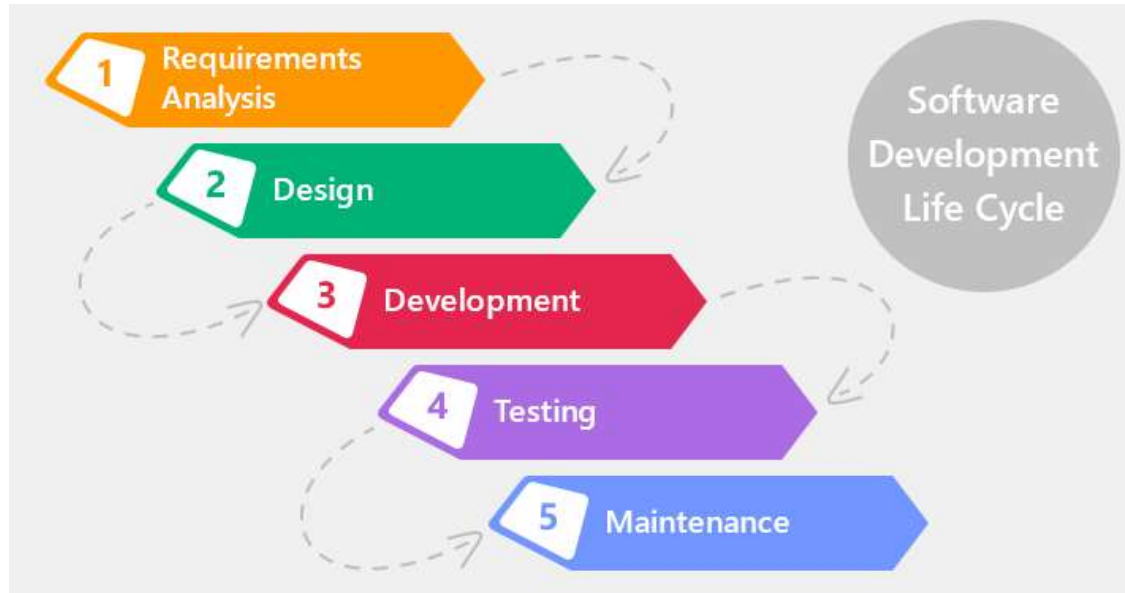 1
Requirements
Analysis
2
Design
3
Development
4
Testing
5
Maintenance
Software
Development
Life Cycle